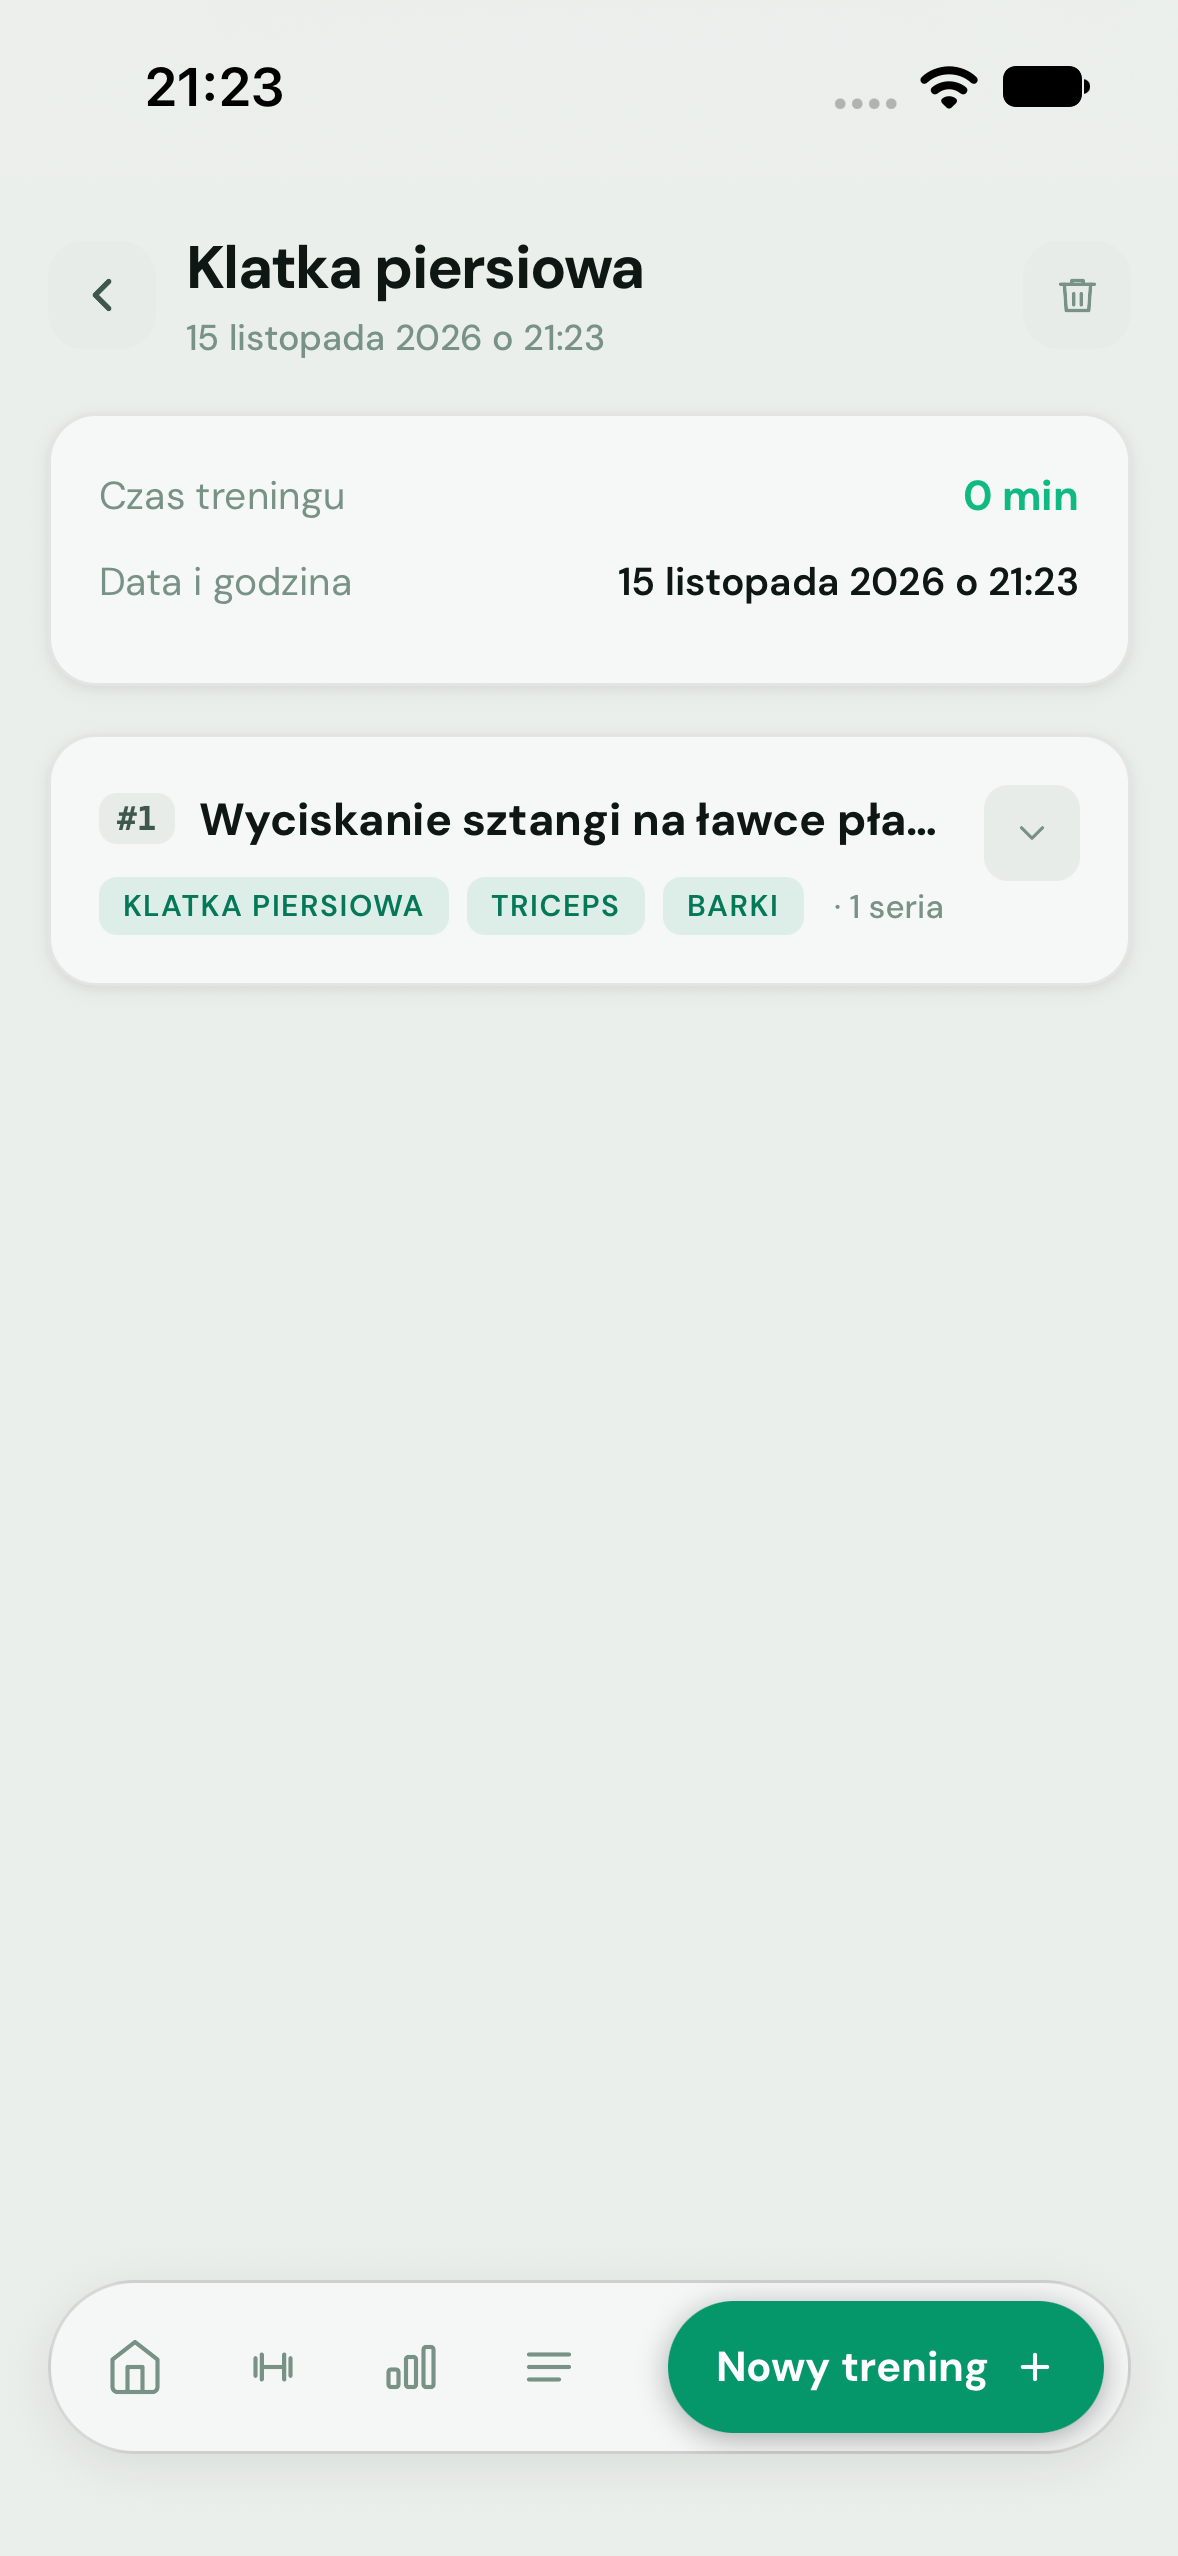 21:23
Klatka piersiowa
15 listopada 2026 o 21:23
Czas treningu 0 min
Data i godzina 15 listopada 2026 o 21:23
#1 Wyciskanie sztangi na ławce pła...
KLATKA PIERSIOWA TRICEPS BARKI · 1 seria
Nowy trening +